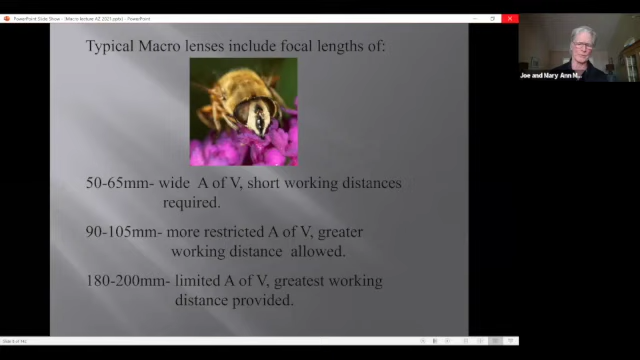 PowerPoint Slide Show - [Macro lecture AZ 2021.pptx] - PowerPoint
Typical Macro lenses include focal lengths of:
50-65mm- wide A of V, short working distances
required.
90-105mm- more restricted A of V, greater
working distance allowed.
180-200mm- limited A of V, greatest working
distance provided.
Joe and Mary Ann M...